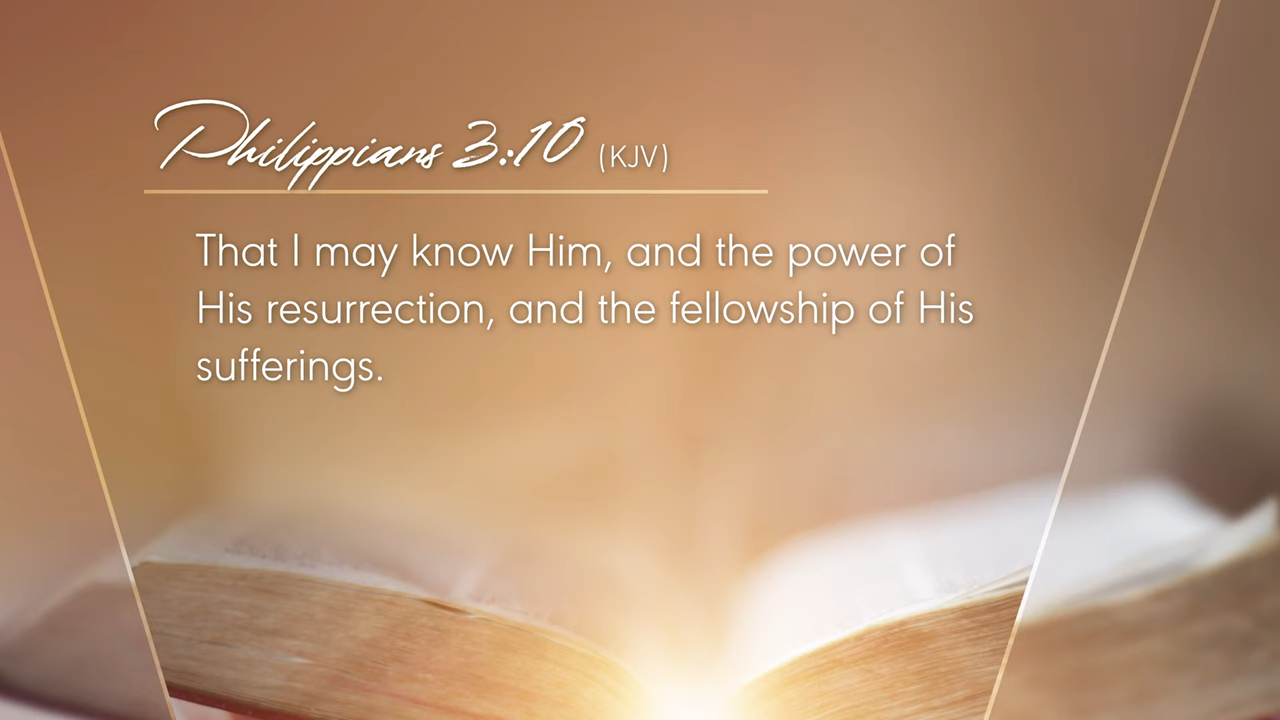 Philippians 3:10 (KJV)
That I may know Him, and the power of
His resurrection, and the fellowship of His
sufferings.